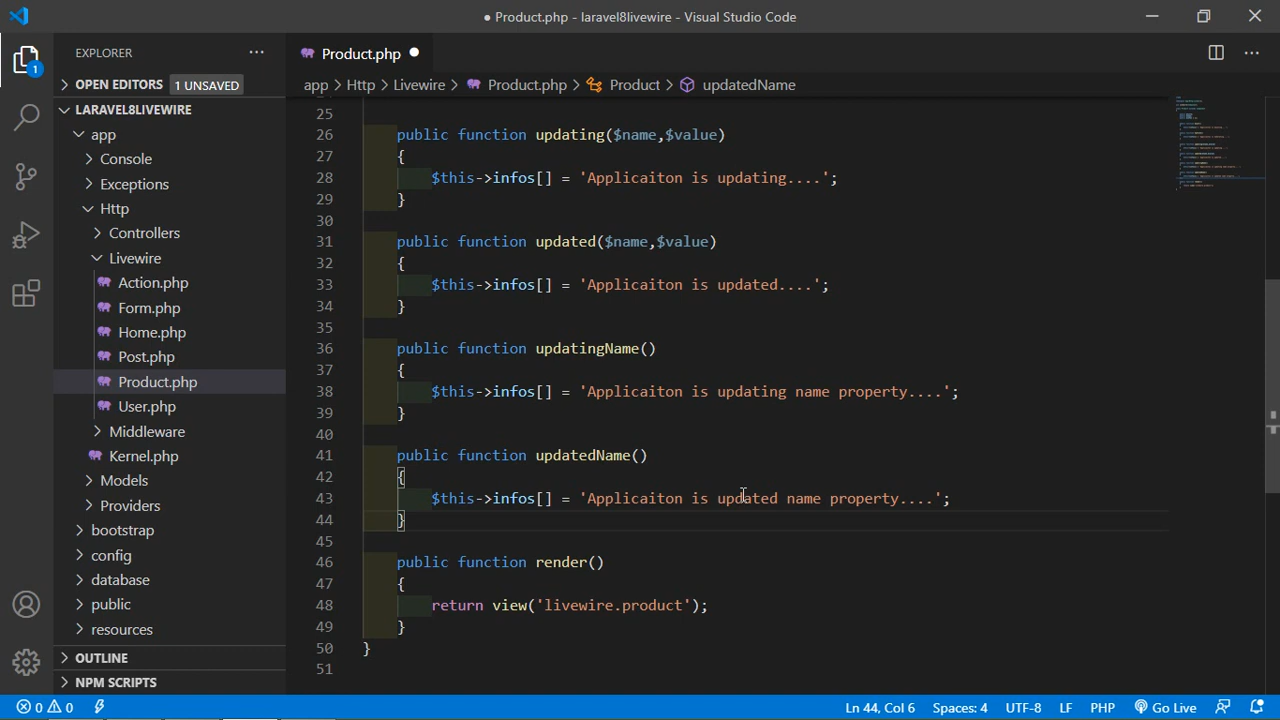 ● Product.php - laravel8livewire - Visual Studio Code
EXPLORER
Product.php
OPEN EDITORS 1 UNSAVED
app > Http > Livewire > Product.php > Product > updatedName
LARAVEL8LIVEWIRE
app
Console
Exceptions
Http
Controllers
Livewire
Action.php
Form.php
Home.php
Post.php
Product.php
User.php
Middleware
Kernel.php
Models
Providers
bootstrap
config
database
public
resources
OUTLINE
NPM SCRIPTS
1
25
26 public function updating($name,$value)
27 {
28 $this->infos[] = 'Applicaiton is updating....';
29 }
30
31 public function updated($name,$value)
32 {
33 $this->infos[] = 'Applicaiton is updated....';
34 }
35
36 public function updatingName()
37 {
38 $this->infos[] = 'Applicaiton is updating name property....';
39 }
40
41 public function updatedName()
42 {
43 $this->infos[] = 'Applicaiton is updated name property....';
44 }
45
46 public function render()
47 {
48 return view('livewire.product');
49 }
50 }
51
0 0 Ln 44, Col 6 Spaces: 4 UTF-8 LF PHP Go Live